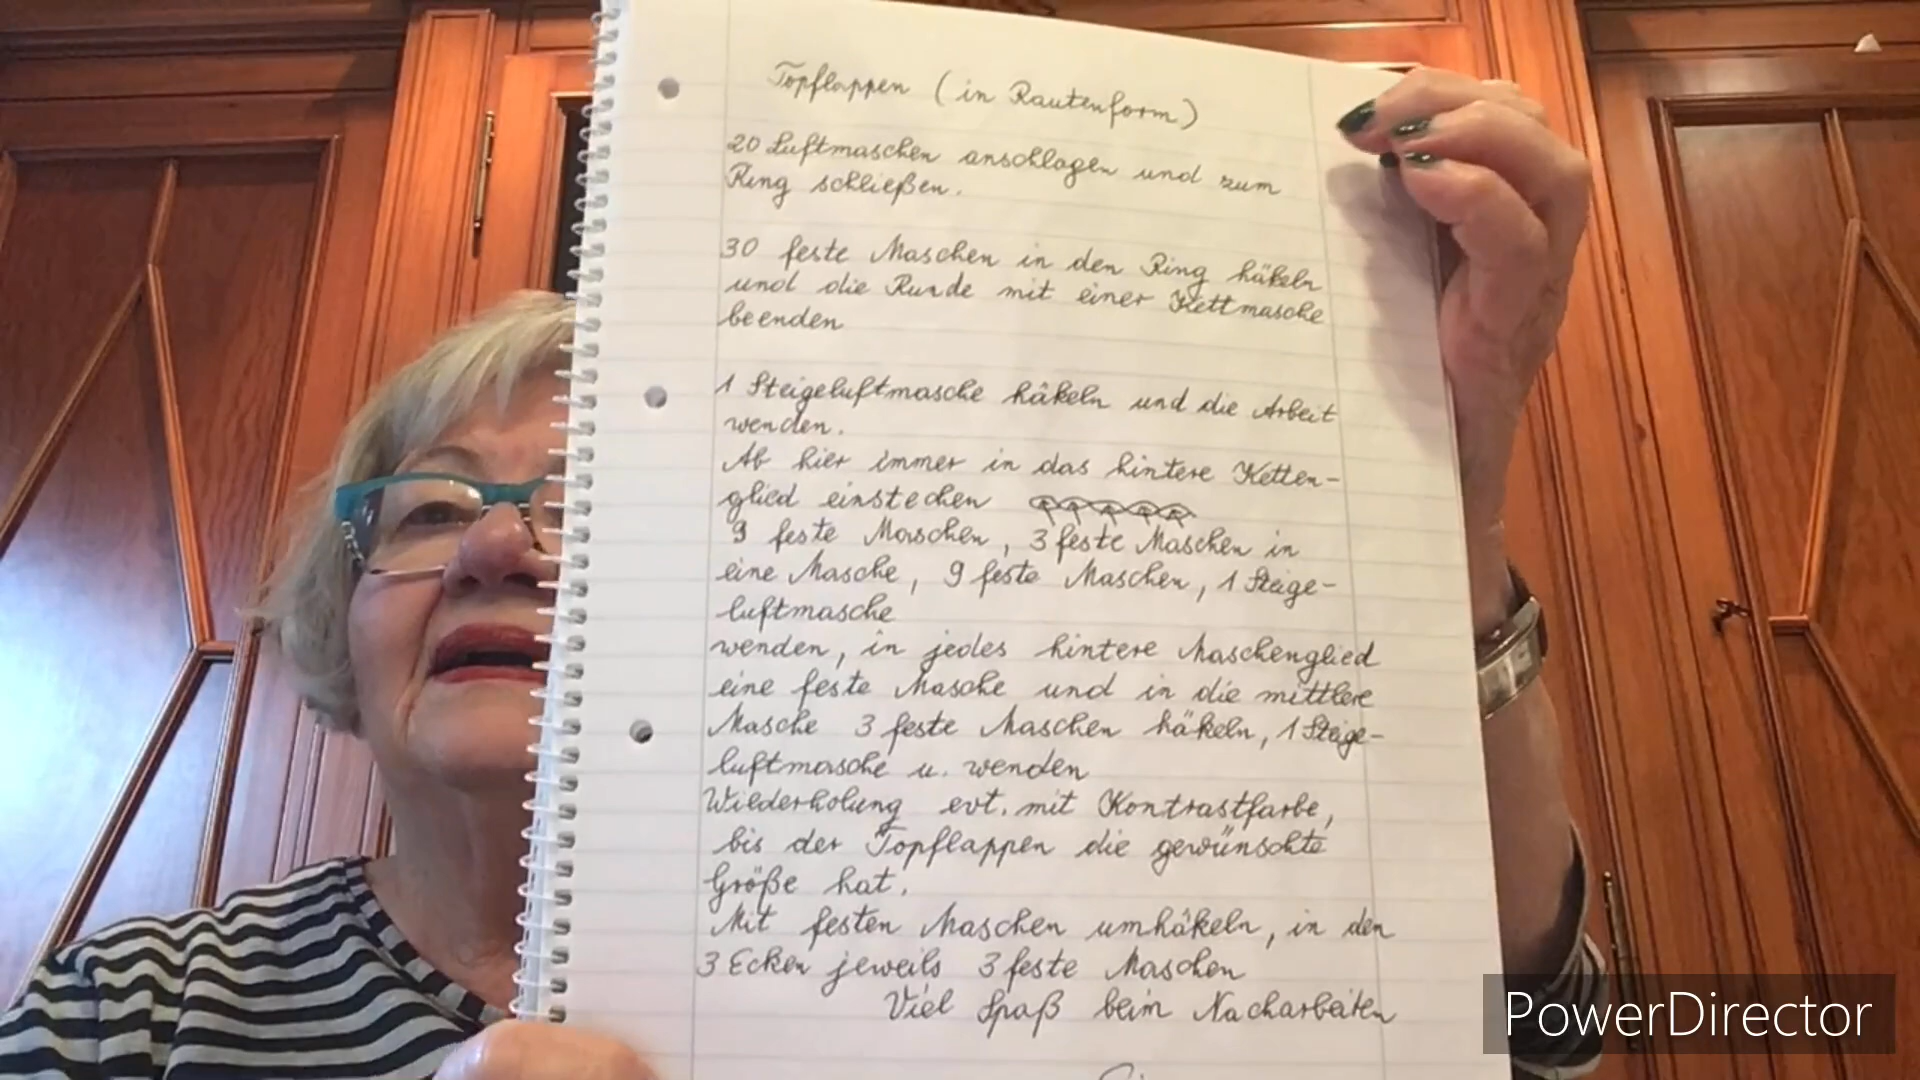 Topflappen (in Rautenform)
20 Luftmaschen anschlagen und zum
Ring schließen.
30 feste Maschen in den Ring häkeln
und die Runde mit einer Kettmasche
beenden
1 Steigeluftmasche häkeln und die Arbeit
wenden.
Ab hier immer in das hintere Ketten-
glied einstechen
9 feste Maschen, 3 feste Maschen in
eine Masche, 9 feste Maschen, 1 Steige-
luftmasche
wenden, in jedes hintere Maschenglied
eine feste Masche und in die mittlere
Masche 3 feste Maschen häkeln, 1 Steige-
luftmasche u. wenden
Wiederholung evt. mit Kontrastfarbe,
bis der Topflappen die gewünschte
Größe hat.
Mit festen Maschen umhäkeln, in den
3 Ecken jeweils 3 feste Maschen
Viel Spaß beim Nacharbeiten
PowerDirector